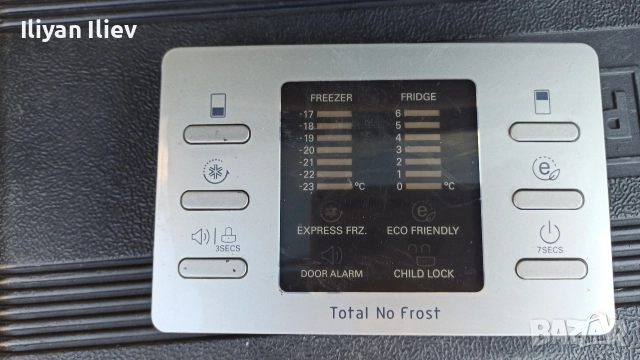 Iliyan Iliev
FREEZER FRIDGE
-17 6
-18 5
-19 4
-20 3
-21 2
-22 1
-23 °C 0 °C
EXPRESS FRZ. ECO FRIENDLY
3SECS
7SECS
DOOR ALARM CHILD LOCK
Total No Frost
BAZAR